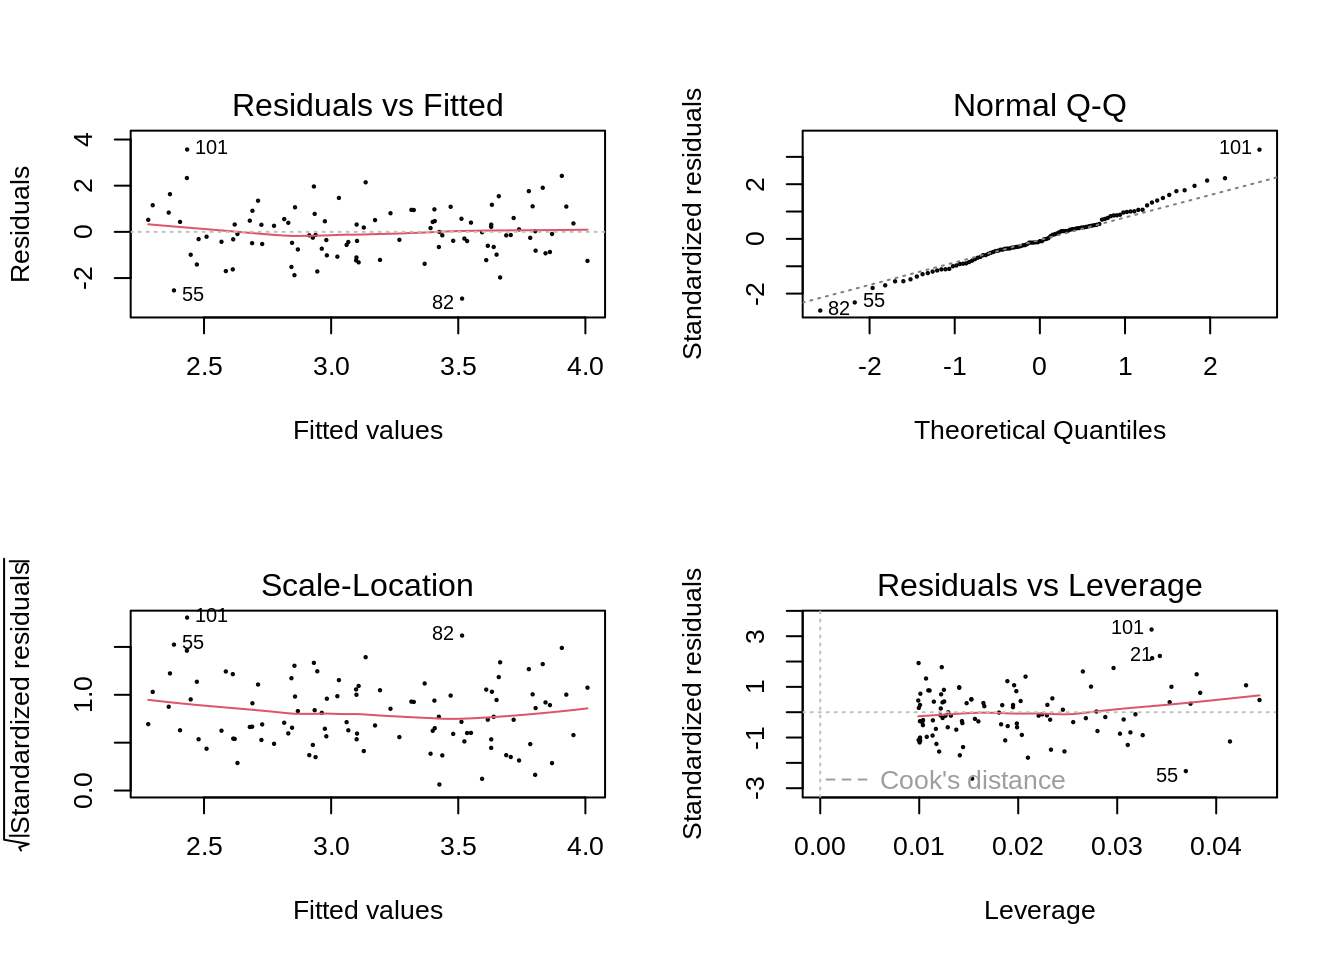 Residuals vs Fitted
Residuals
4
2
0
-2
101
55
82
2.5 3.0 3.5 4.0
Fitted values
Normal Q-Q
Standardized residuals
2
0
-2
101
82
55
-2 -1 0 1 2
Theoretical Quantiles
Scale-Location
√|Standardized residuals|
1.0
0.0
101
55
82
2.5 3.0 3.5 4.0
Fitted values
Residuals vs Leverage
Standardized residuals
3
1
-1
-3
101
21
55
Cook's distance
0.00 0.01 0.02 0.03 0.04
Leverage